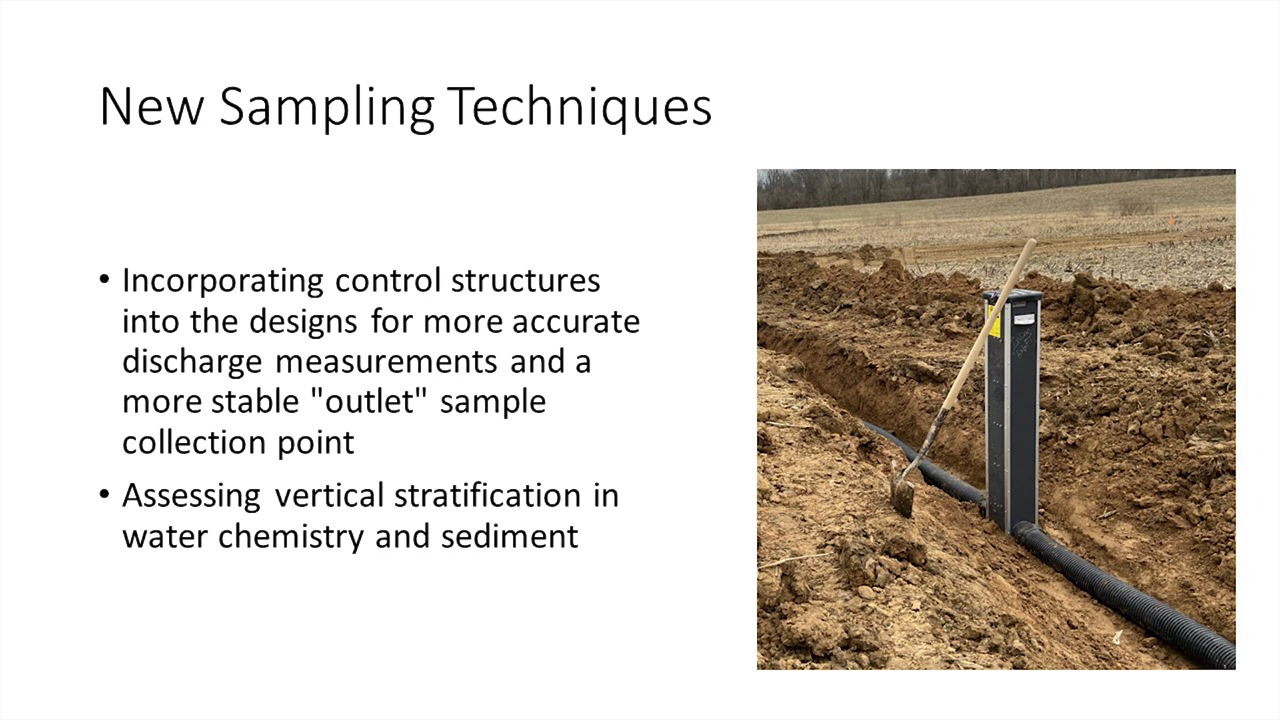 New Sampling Techniques
• Incorporating control structures
into the designs for more accurate
discharge measurements and a
more stable "outlet" sample
collection point
• Assessing vertical stratification in
water chemistry and sediment